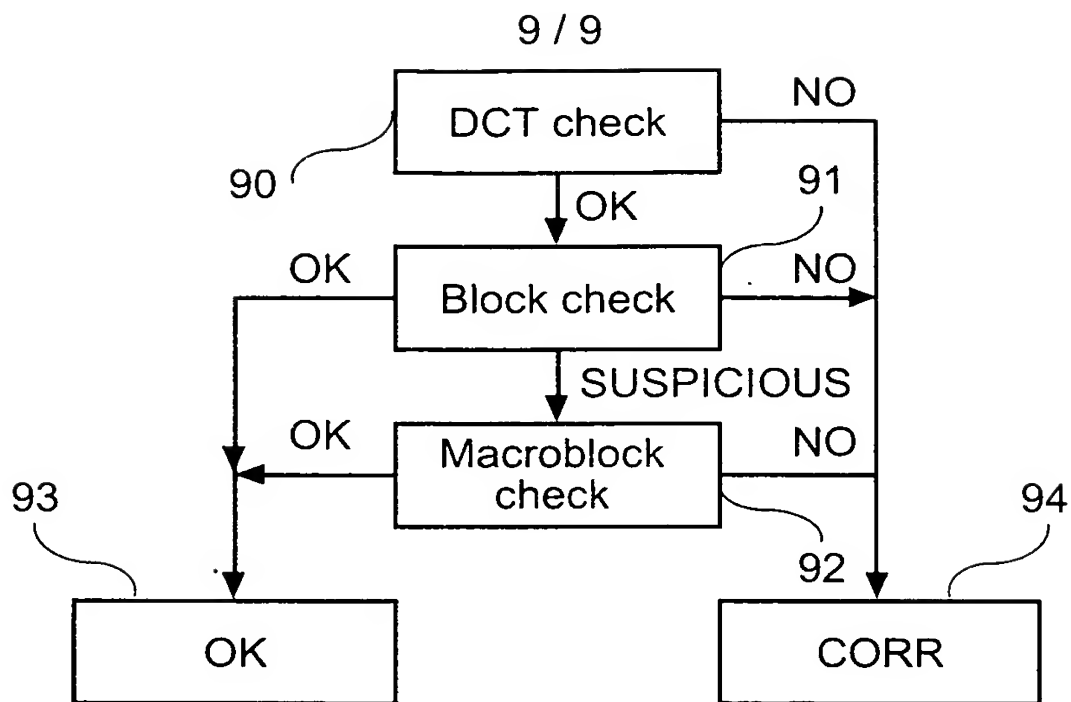 9 / 9
DCT check
NO
90
OK
91
OK
Block check
NO
SUSPICIOUS
OK
Macroblock
check
NO
93
92
94
OK
CORR